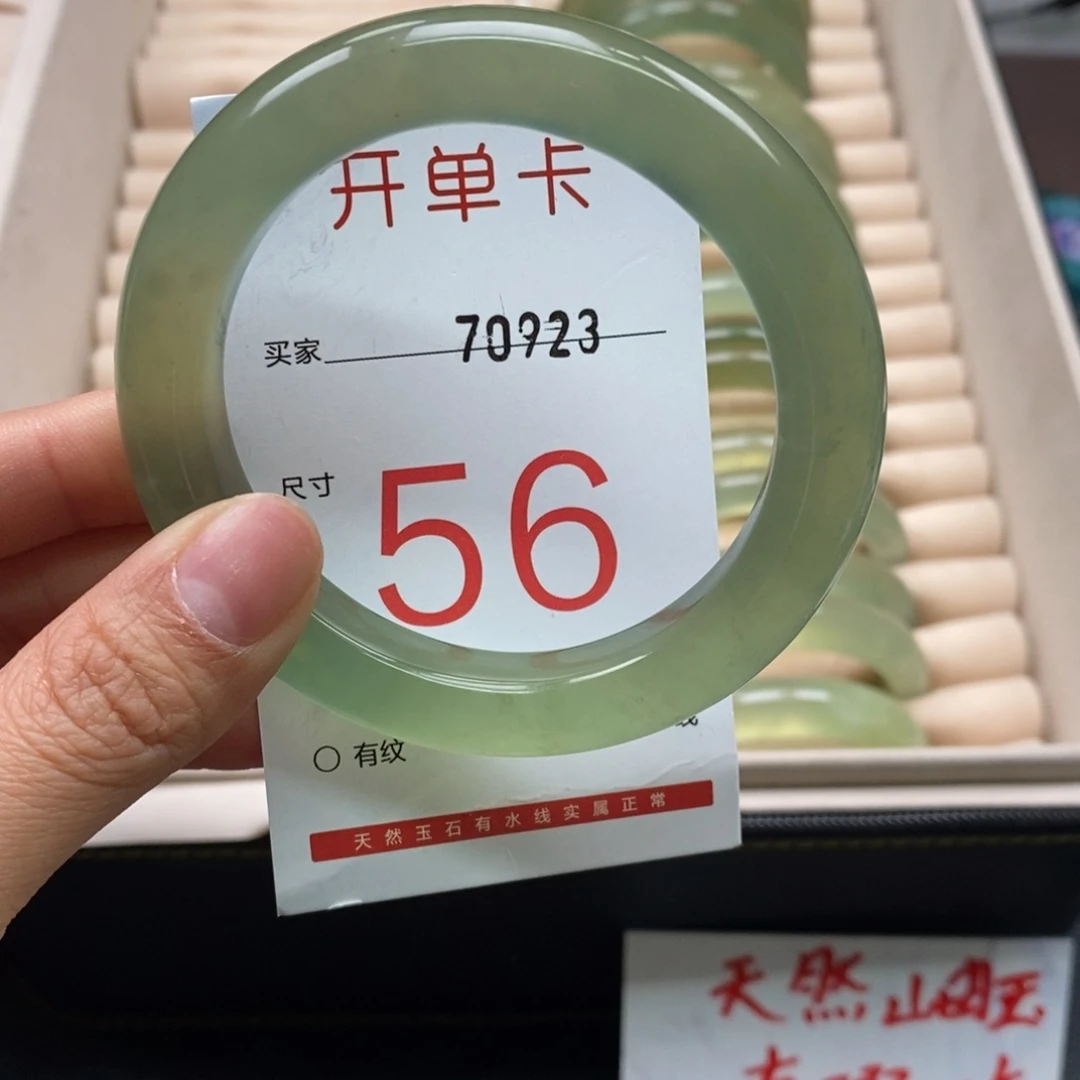 开单卡
买家 70923
尺寸 56
○ 有纹
线
天然玉石有水线实属正常
天然